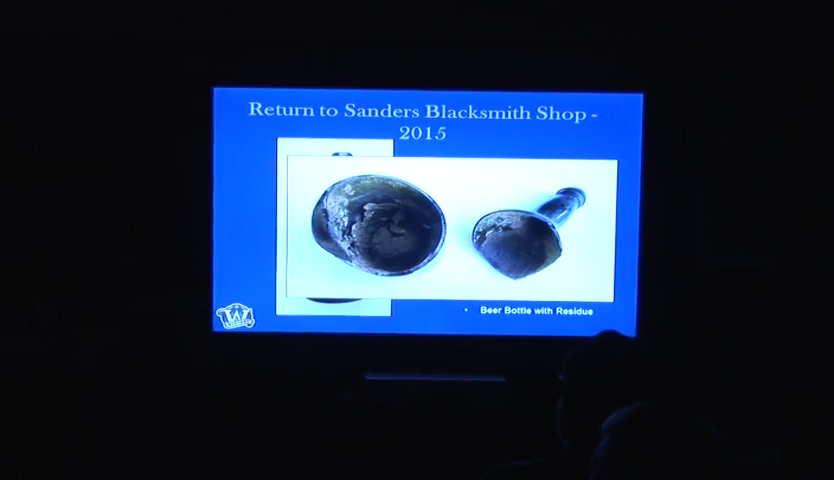 Return to Sanders Blacksmith Shop -
2015
• Beer Bottle with Residue
W